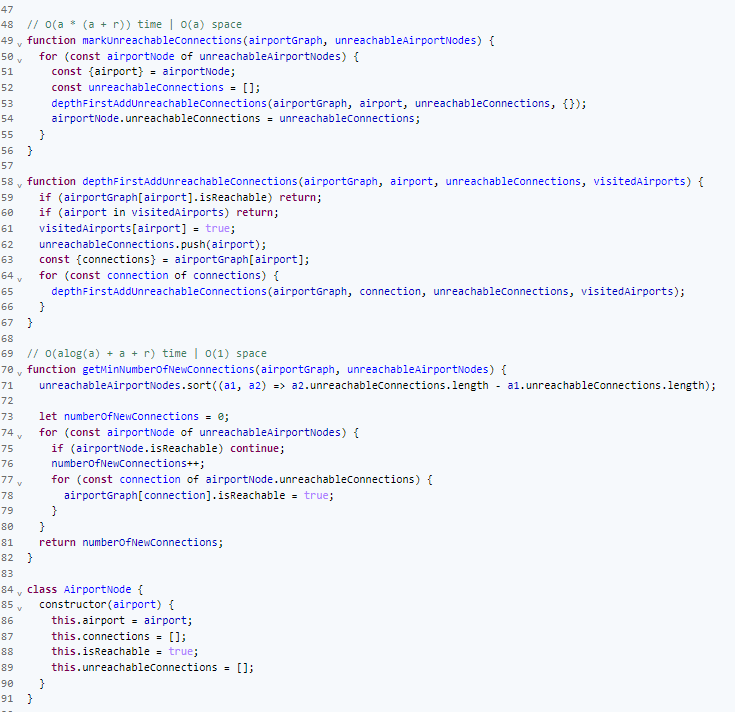 47
48 // O(a * (a + r)) time | O(a) space
49 function markUnreachableConnections(airportGraph, unreachableAirportNodes) {
50   for (const airportNode of unreachableAirportNodes) {
51     const {airport} = airportNode;
52     const unreachableConnections = [];
53     depthFirstAddUnreachableConnections(airportGraph, airport, unreachableConnections, {});
54     airportNode.unreachableConnections = unreachableConnections;
55   }
56 }
57
58 function depthFirstAddUnreachableConnections(airportGraph, airport, unreachableConnections, visitedAirports) {
59   if (airportGraph[airport].isReachable) return;
60   if (airport in visitedAirports) return;
61   visitedAirports[airport] = true;
62   unreachableConnections.push(airport);
63   const {connections} = airportGraph[airport];
64   for (const connection of connections) {
65     depthFirstAddUnreachableConnections(airportGraph, connection, unreachableConnections, visitedAirports);
66   }
67 }
68
69 // O(alog(a) + a + r) time | O(1) space
70 function getMinNumberOfNewConnections(airportGraph, unreachableAirportNodes) {
71   unreachableAirportNodes.sort((a1, a2) => a2.unreachableConnections.length - a1.unreachableConnections.length);
72
73   let numberOfNewConnections = 0;
74   for (const airportNode of unreachableAirportNodes) {
75     if (airportNode.isReachable) continue;
76     numberOfNewConnections++;
77     for (const connection of airportNode.unreachableConnections) {
78       airportGraph[connection].isReachable = true;
79     }
80   }
81   return numberOfNewConnections;
82 }
83
84 class AirportNode {
85   constructor(airport) {
86     this.airport = airport;
87     this.connections = [];
88     this.isReachable = true;
89     this.unreachableConnections = [];
90   }
91 }